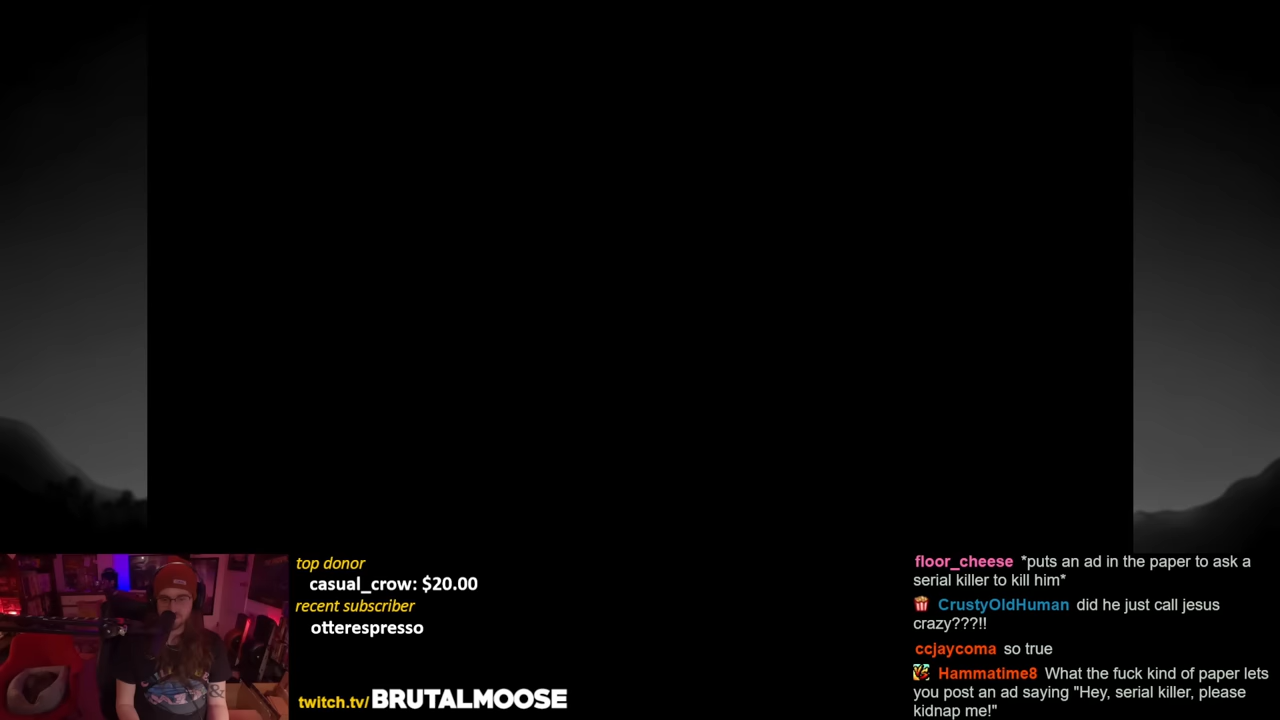 top donor
casual_crow: $20.00
recent subscriber
otterespresso
twitch.tv/BRUTALMOOSE
floor_cheese *puts an ad in the paper to ask a
serial killer to kill him*
CrustyOldHuman did he just call jesus
crazy???!!
ccjaycoma so true
Hammatime8 What the fuck kind of paper lets
you post an ad saying "Hey, serial killer, please
kidnap me!"